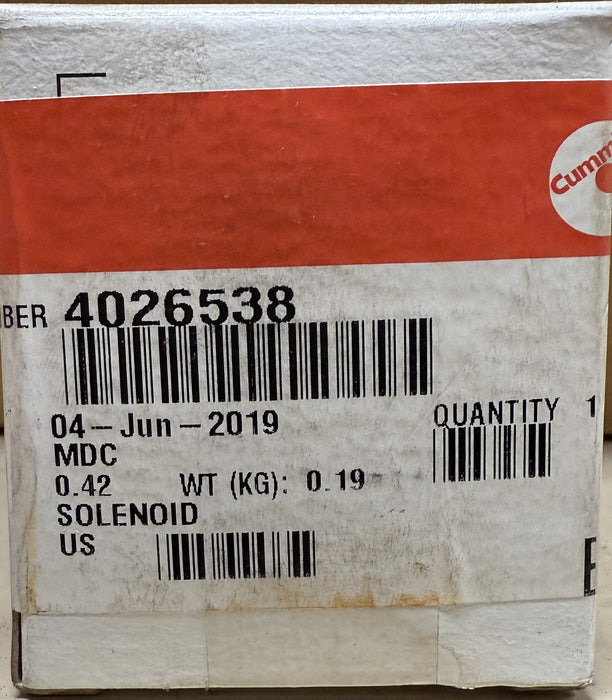 Cumm
BER 4026538
04-Jun-2019
QUANTITY 1
MDC
0.42 WT (KG): 0.19
SOLENOID
US
E